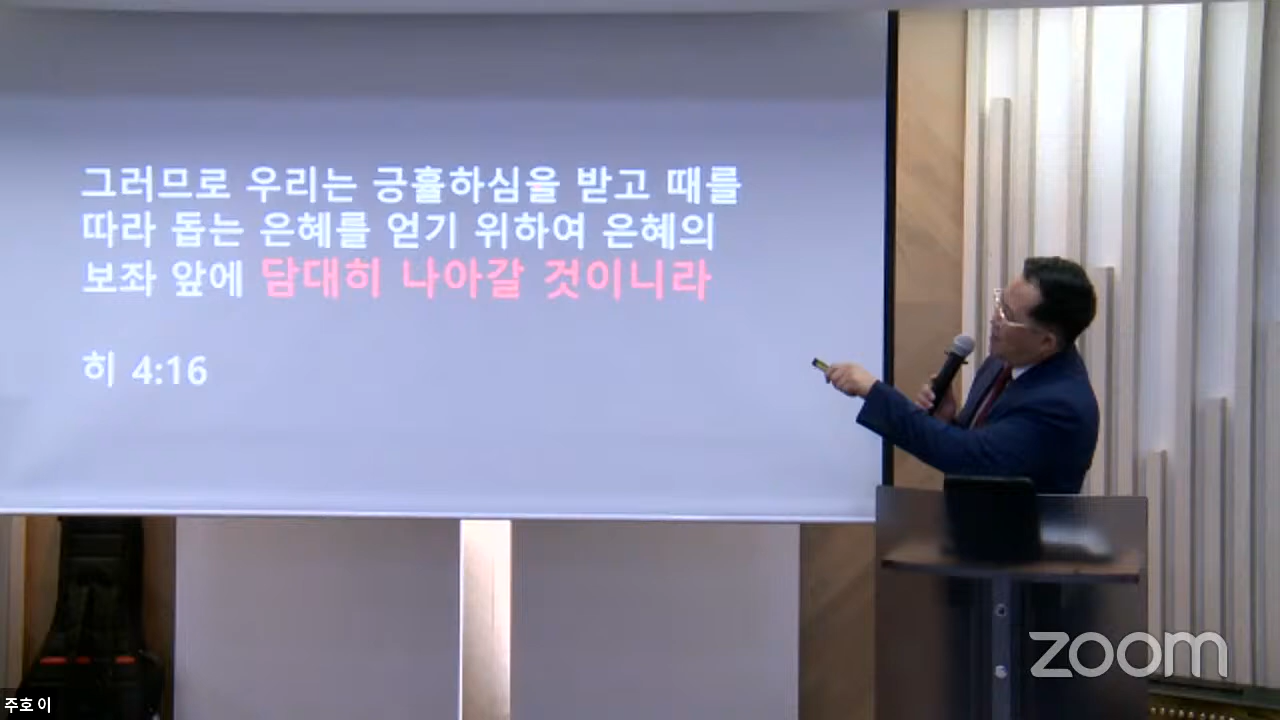 그러므로 우리는 긍휼하심을 받고 때를
따라 돕는 은혜를 얻기 위하여 은혜의
보좌 앞에 담대히 나아갈 것이니라
히 4:16
zoom
주호 이